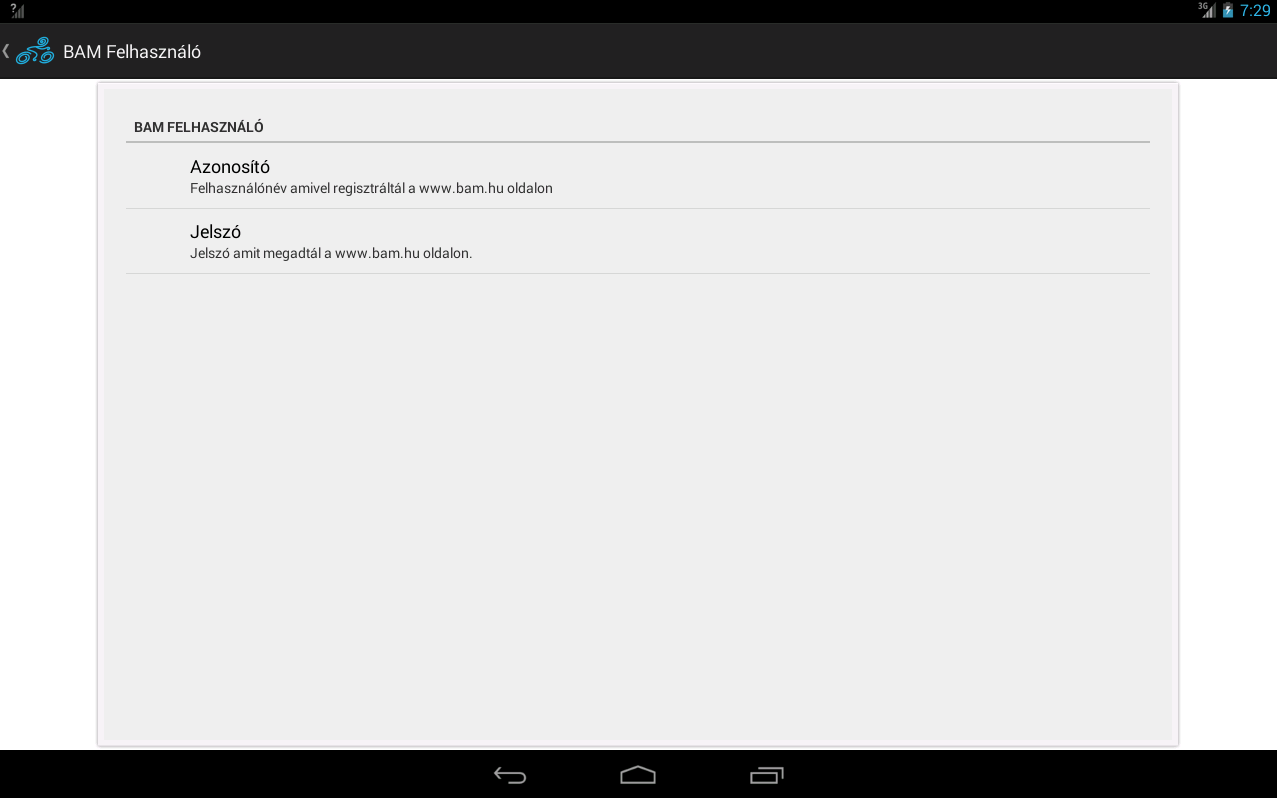 ?
3G
7:29
BAM Felhasználó
BAM FELHASZNÁLÓ
Azonosító
Felhasználónév amivel regisztráltál a www.bam.hu oldalon
Jelszó
Jelszó amit megadtál a www.bam.hu oldalon.